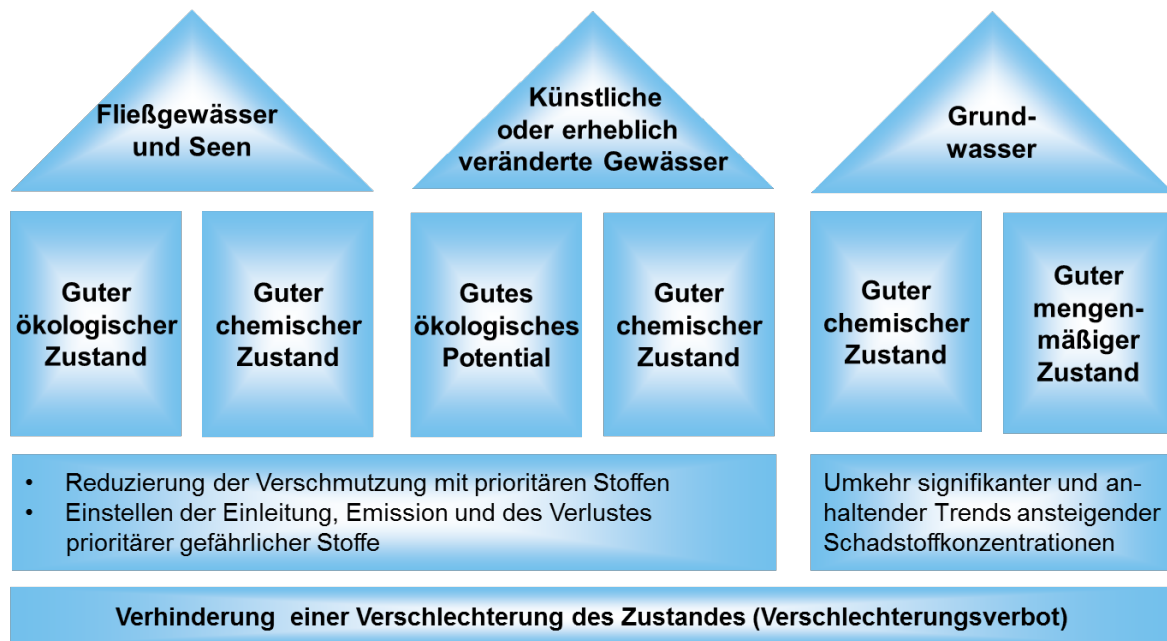 Fließgewässer
und Seen
Künstliche
oder erheblich
veränderte Gewässer
Grund-
wasser
Guter
ökologischer
Zustand
Guter
chemischer
Zustand
Gutes
ökologisches
Potential
Guter
chemischer
Zustand
Guter
chemischer
Zustand
Guter
mengen-
mäßiger
Zustand
• Reduzierung der Verschmutzung mit prioritären Stoffen
• Einstellen der Einleitung, Emission und des Verlustes
prioritärer gefährlicher Stoffe
Umkehr signifikanter und an-
haltender Trends ansteigender
Schadstoffkonzentrationen
Verhinderung einer Verschlechterung des Zustandes (Verschlechterungsverbot)